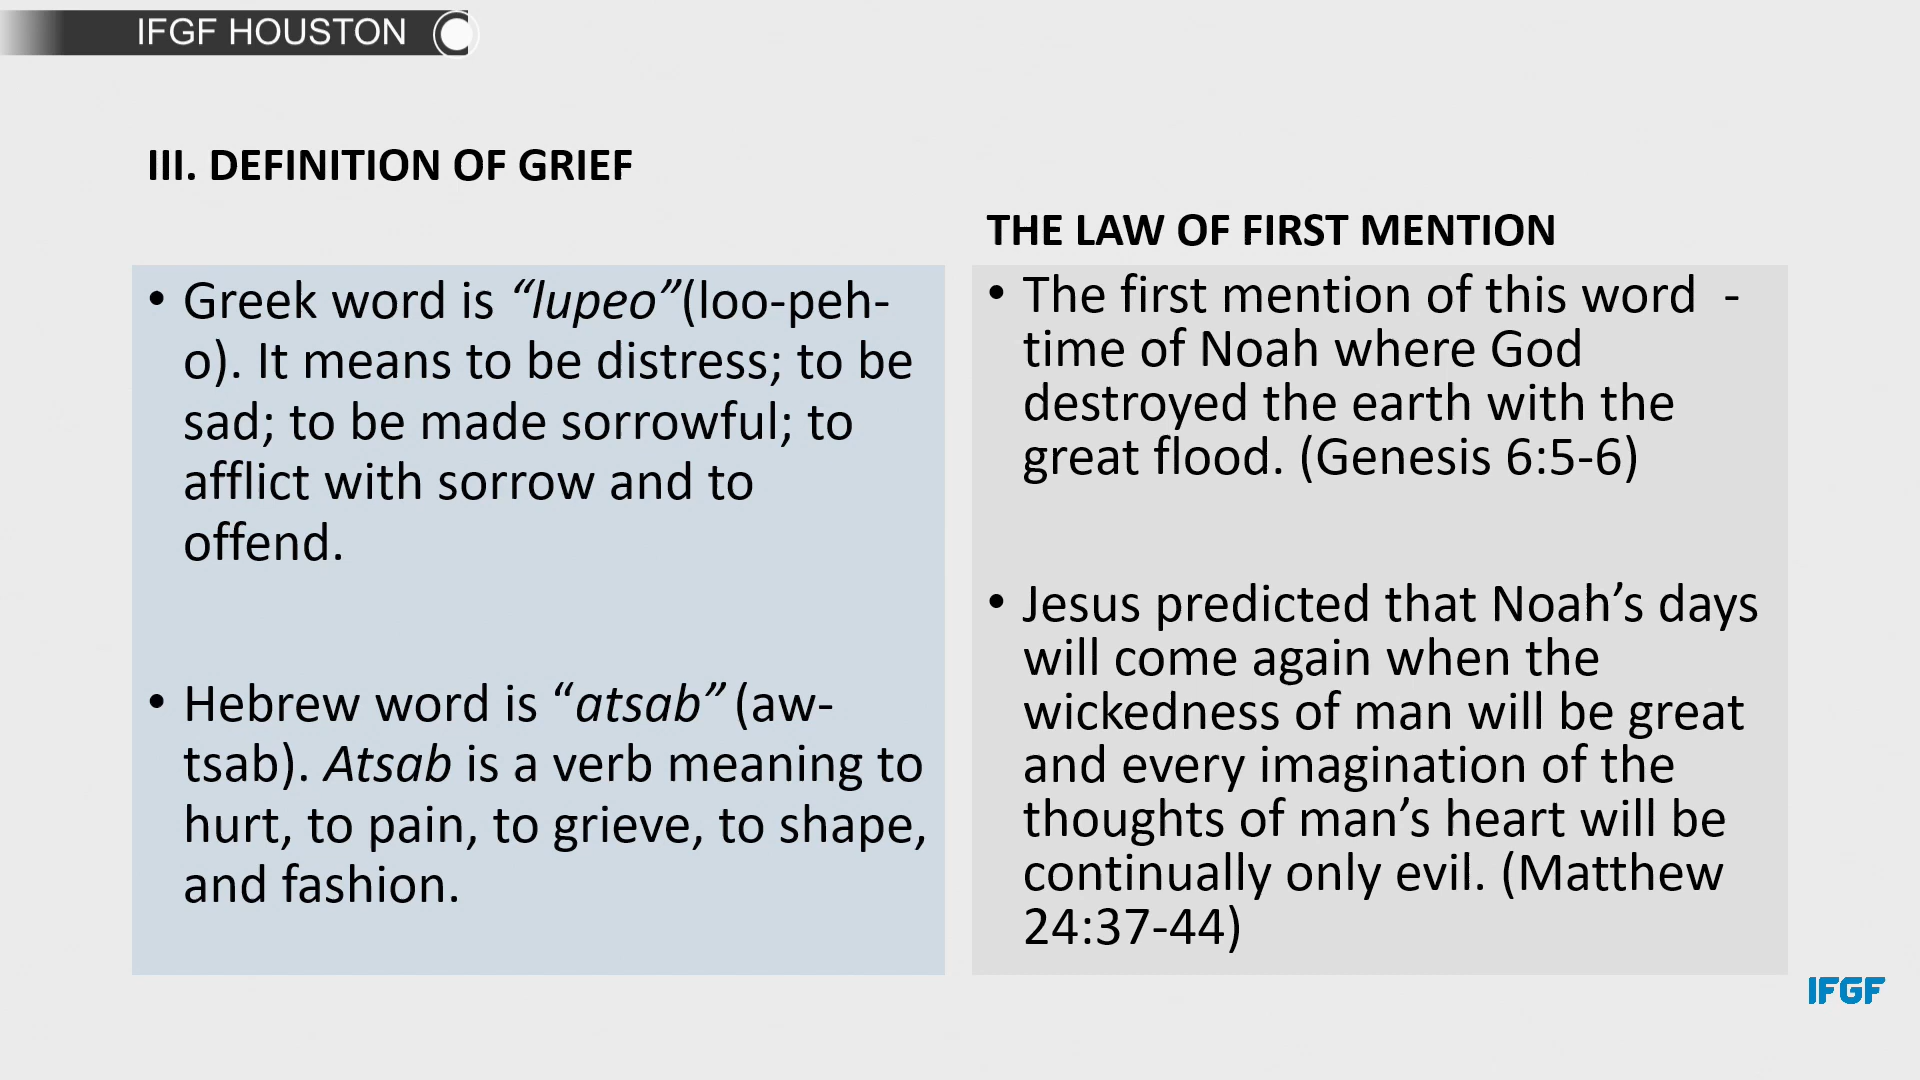 IFGF HOUSTON
III. DEFINITION OF GRIEF
• Greek word is “lupeo”(loo-peh-
o). It means to be distress; to be
sad; to be made sorrowful; to
afflict with sorrow and to
offend.
• Hebrew word is “atsab” (aw-
tsab). Atsab is a verb meaning to
hurt, to pain, to grieve, to shape,
and fashion.
THE LAW OF FIRST MENTION
• The first mention of this word  -
time of Noah where God
destroyed the earth with the
great flood. (Genesis 6:5-6)
• Jesus predicted that Noah’s days
will come again when the
wickedness of man will be great
and every imagination of the
thoughts of man’s heart will be
continually only evil. (Matthew
24:37-44)
IFGF